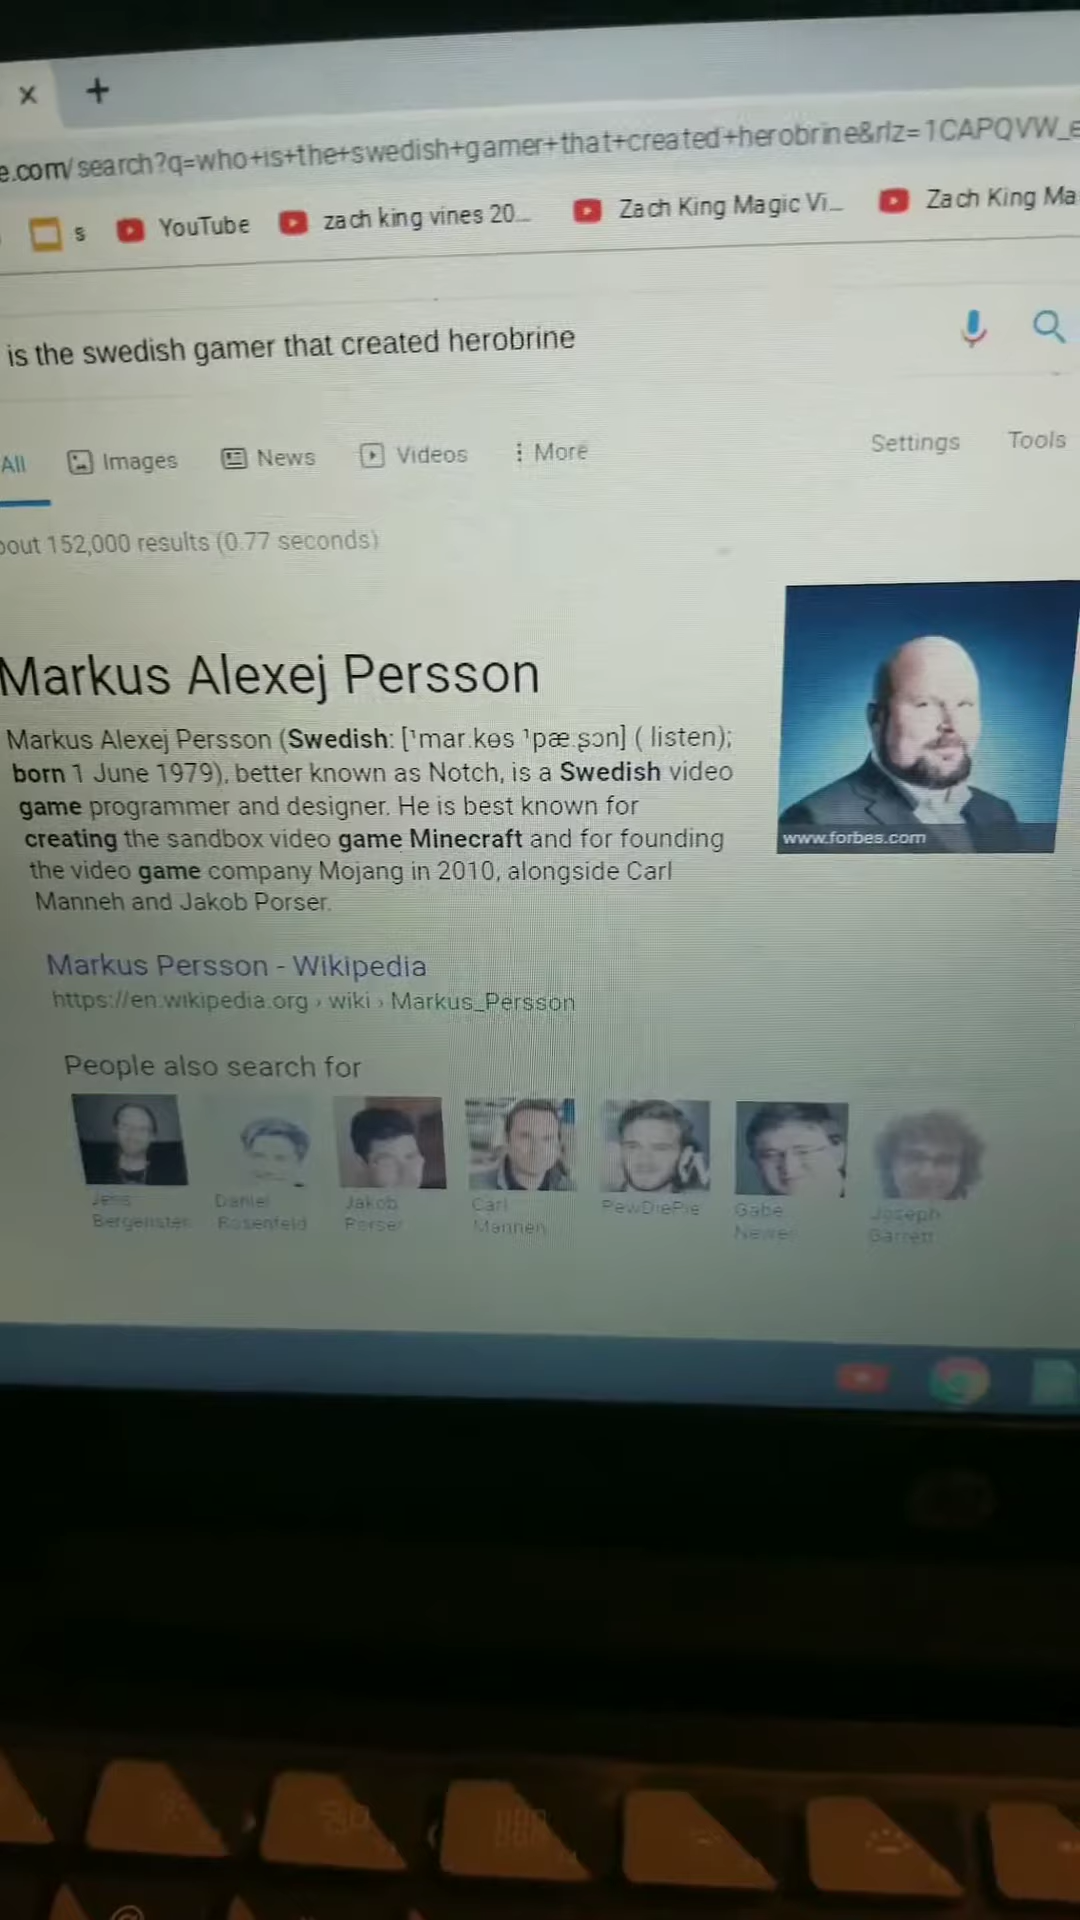 e.com/search?q=who+is+the+swedish+gamer+that+created+herobrine&rlz=1CAPQVW_e
s YouTube zach king vines 20... Zach King Magic Vi... Zach King Ma
is the swedish gamer that created herobrine
All Images News Videos More Settings Tools
bout 152,000 results (0.77 seconds)
Markus Alexej Persson
Markus Alexej Persson (Swedish: [ˈmar.kɵs ˈpæ.ʂɔn] ( listen);
born 1 June 1979), better known as Notch, is a Swedish video
game programmer and designer. He is best known for
creating the sandbox video game Minecraft and for founding
the video game company Mojang in 2010, alongside Carl
Manneh and Jakob Porser.
www.forbes.com
Markus Persson - Wikipedia
https://en.wikipedia.org › wiki › Markus_Persson
People also search for
Jens Daniel Jakob Carl PewDiePie Gabe Joseph
Bergensten Rosenfeld Porser Manneh Newell Garrett